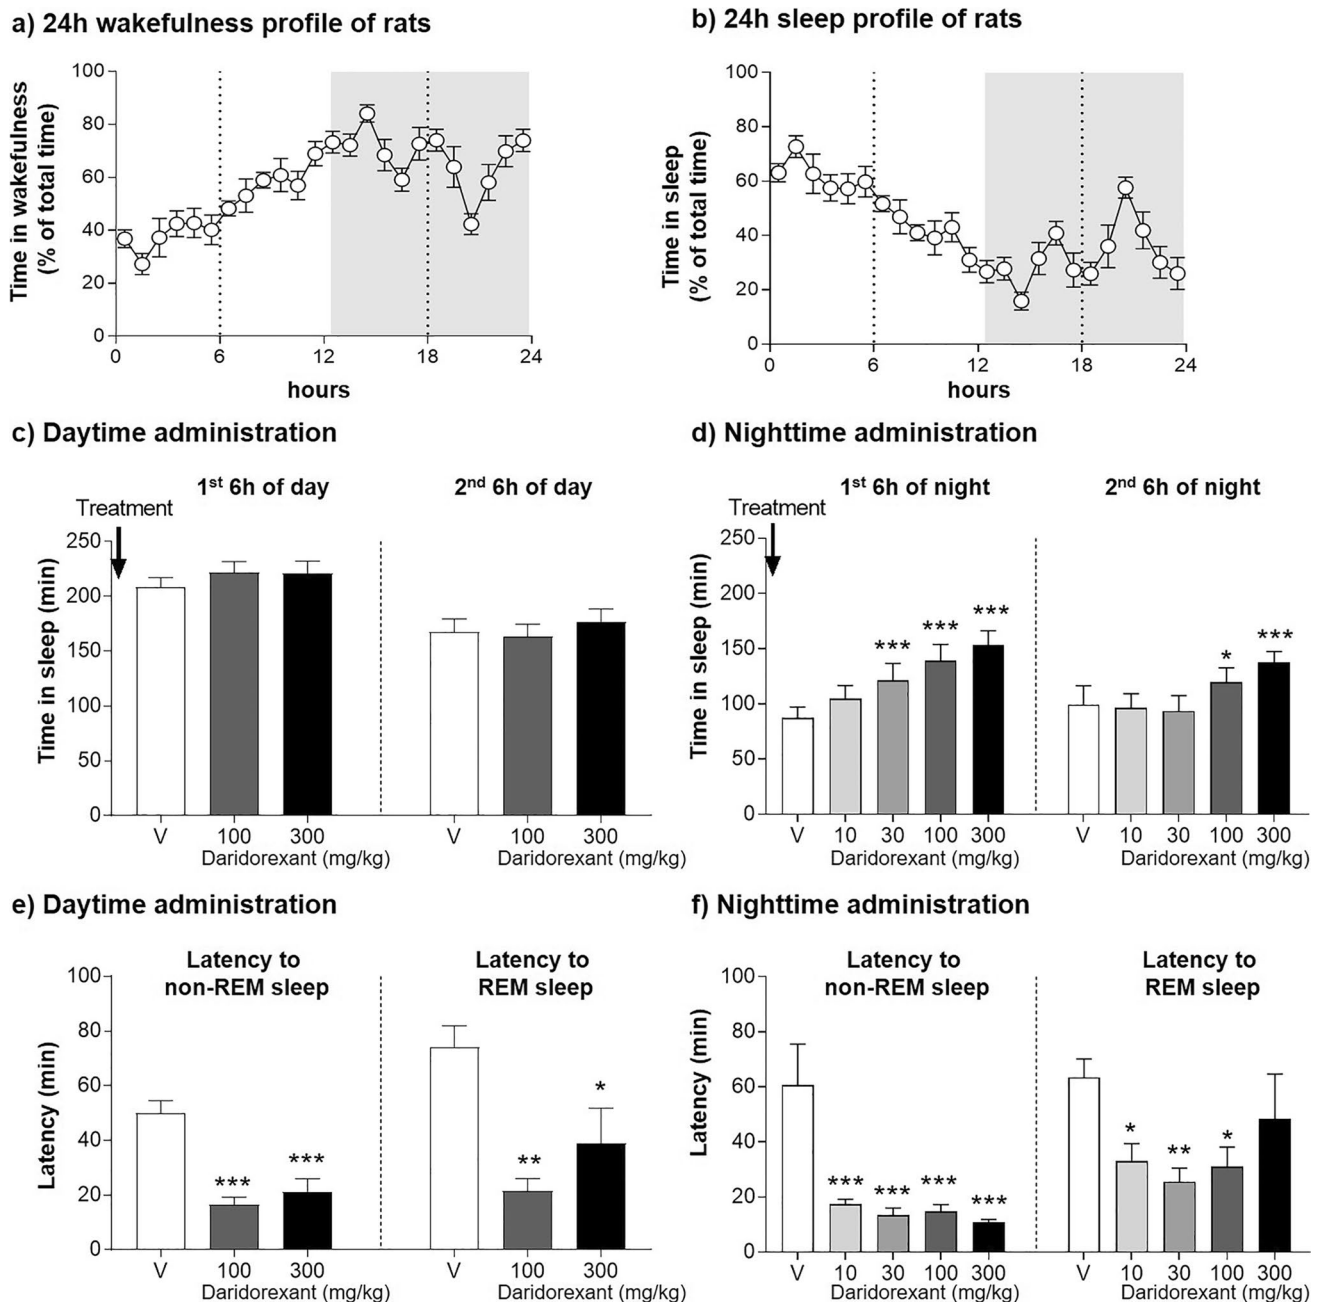 a) 24h wakefulness profile of rats
Time in wakefulness
(% of total time)
100
80
60
40
20
0
0 6 12 18 24
hours
b) 24h sleep profile of rats
Time in sleep
(% of total time)
100
80
60
40
20
0
0 6 12 18 24
hours
c) Daytime administration
1st 6h of day
2nd 6h of day
Treatment
Time in sleep (min)
250
200
150
100
50
0
V 100 300
Daridorexant (mg/kg)
V 100 300
Daridorexant (mg/kg)
d) Nighttime administration
1st 6h of night
2nd 6h of night
Treatment
Time in sleep (min)
250
200
150
100
50
0
***
***
***
*
***
V 10 30 100 300
Daridorexant (mg/kg)
V 10 30 100 300
Daridorexant (mg/kg)
e) Daytime administration
Latency to
non-REM sleep
Latency to
REM sleep
Latency (min)
100
80
60
40
20
0
***
***
**
*
V 100 300
Daridorexant (mg/kg)
V 100 300
Daridorexant (mg/kg)
f) Nighttime administration
Latency to
non-REM sleep
Latency to
REM sleep
Latency (min)
100
80
60
40
20
0
***
***
***
***
*
**
*
V 10 30 100 300
Daridorexant (mg/kg)
V 10 30 100 300
Daridorexant (mg/kg)